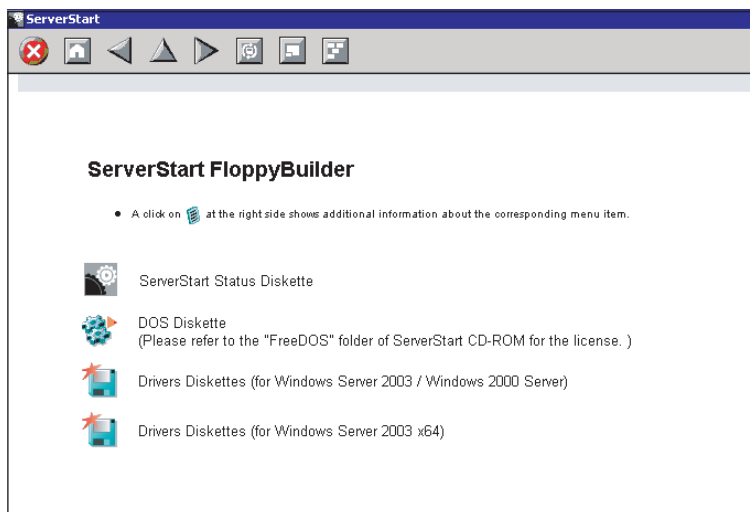 ServerStart
ServerStart FloppyBuilder
• A click on at the right side shows additional information about the corresponding menu item.
ServerStart Status Diskette
DOS Diskette
(Please refer to the "FreeDOS" folder of ServerStart CD-ROM for the license. )
Drivers Diskettes (for Windows Server 2003 / Windows 2000 Server)
Drivers Diskettes (for Windows Server 2003 x64)